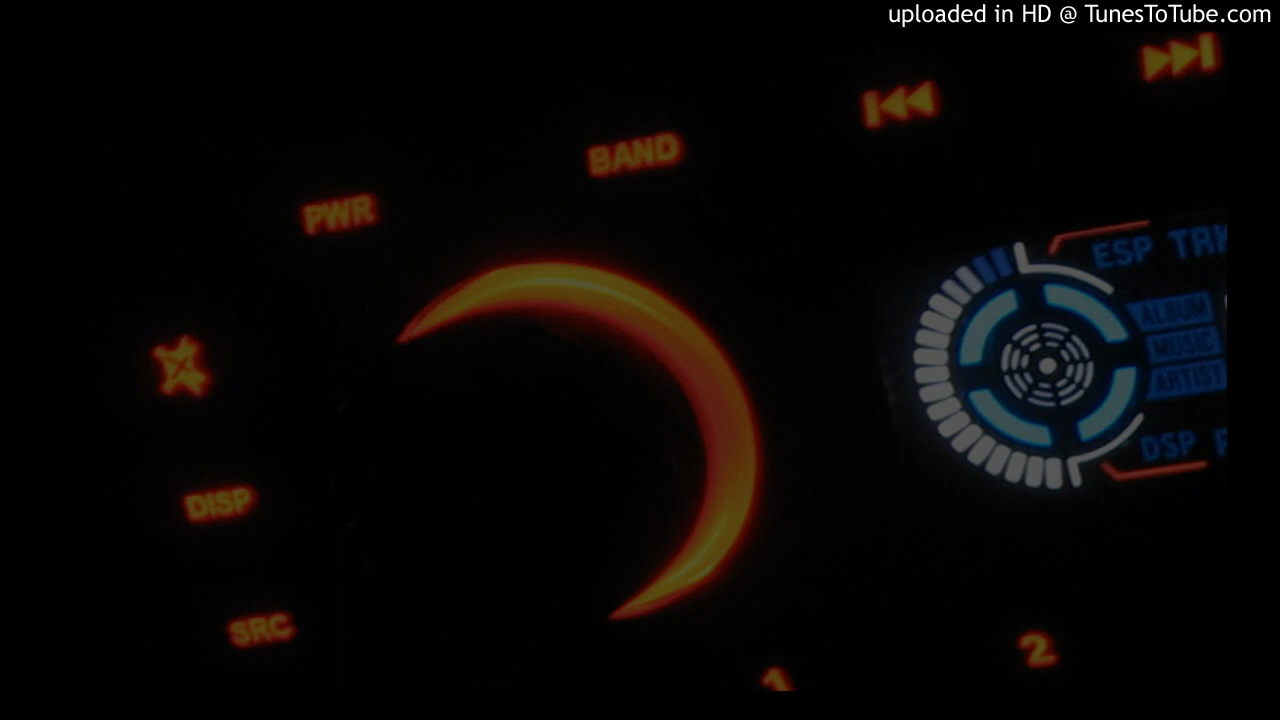 uploaded in HD @ TunesToTube.com
BAND
PWR
ESP TRK
ALBUM
MUSIC
ARTIST
DSP
DISP
SRC
2
1